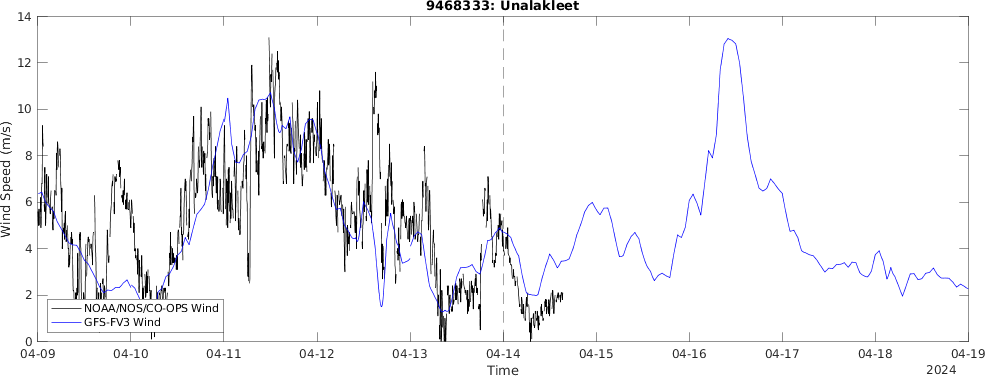 9468333: Unalakleet
Wind Speed (m/s)
14
12
10
8
6
4
2
0
NOAA/NOS/CO-OPS Wind
GFS-FV3 Wind
04-09 04-10 04-11 04-12 04-13 04-14 04-15 04-16 04-17 04-18 04-19
Time
2024